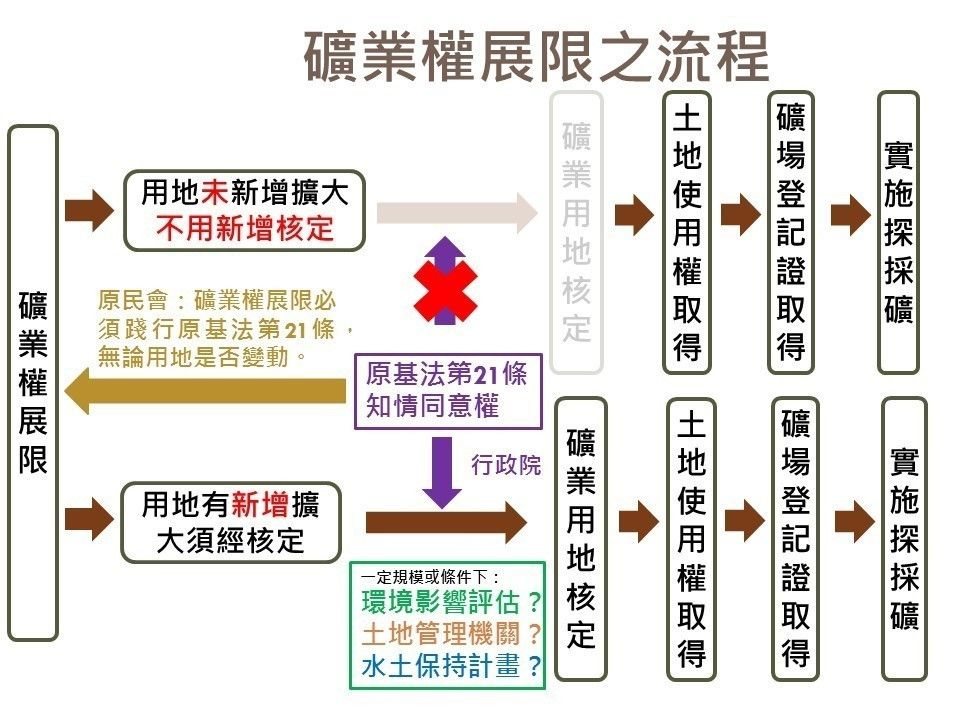 礦業權展限之流程
礦業權展限
用地未新增擴大
不用新增核定
礦業用地核定
土地使用權取得
礦場登記證取得
實施探採礦
原民會：礦業權展限必
須踐行原基法第21條，
無論用地是否變動。
原基法第21條
知情同意權
行政院
用地有新增擴
大須經核定
一定規模或條件下：
環境影響評估？
土地管理機關？
水土保持計畫？
礦業用地核定
土地使用權取得
礦場登記證取得
實施探採礦